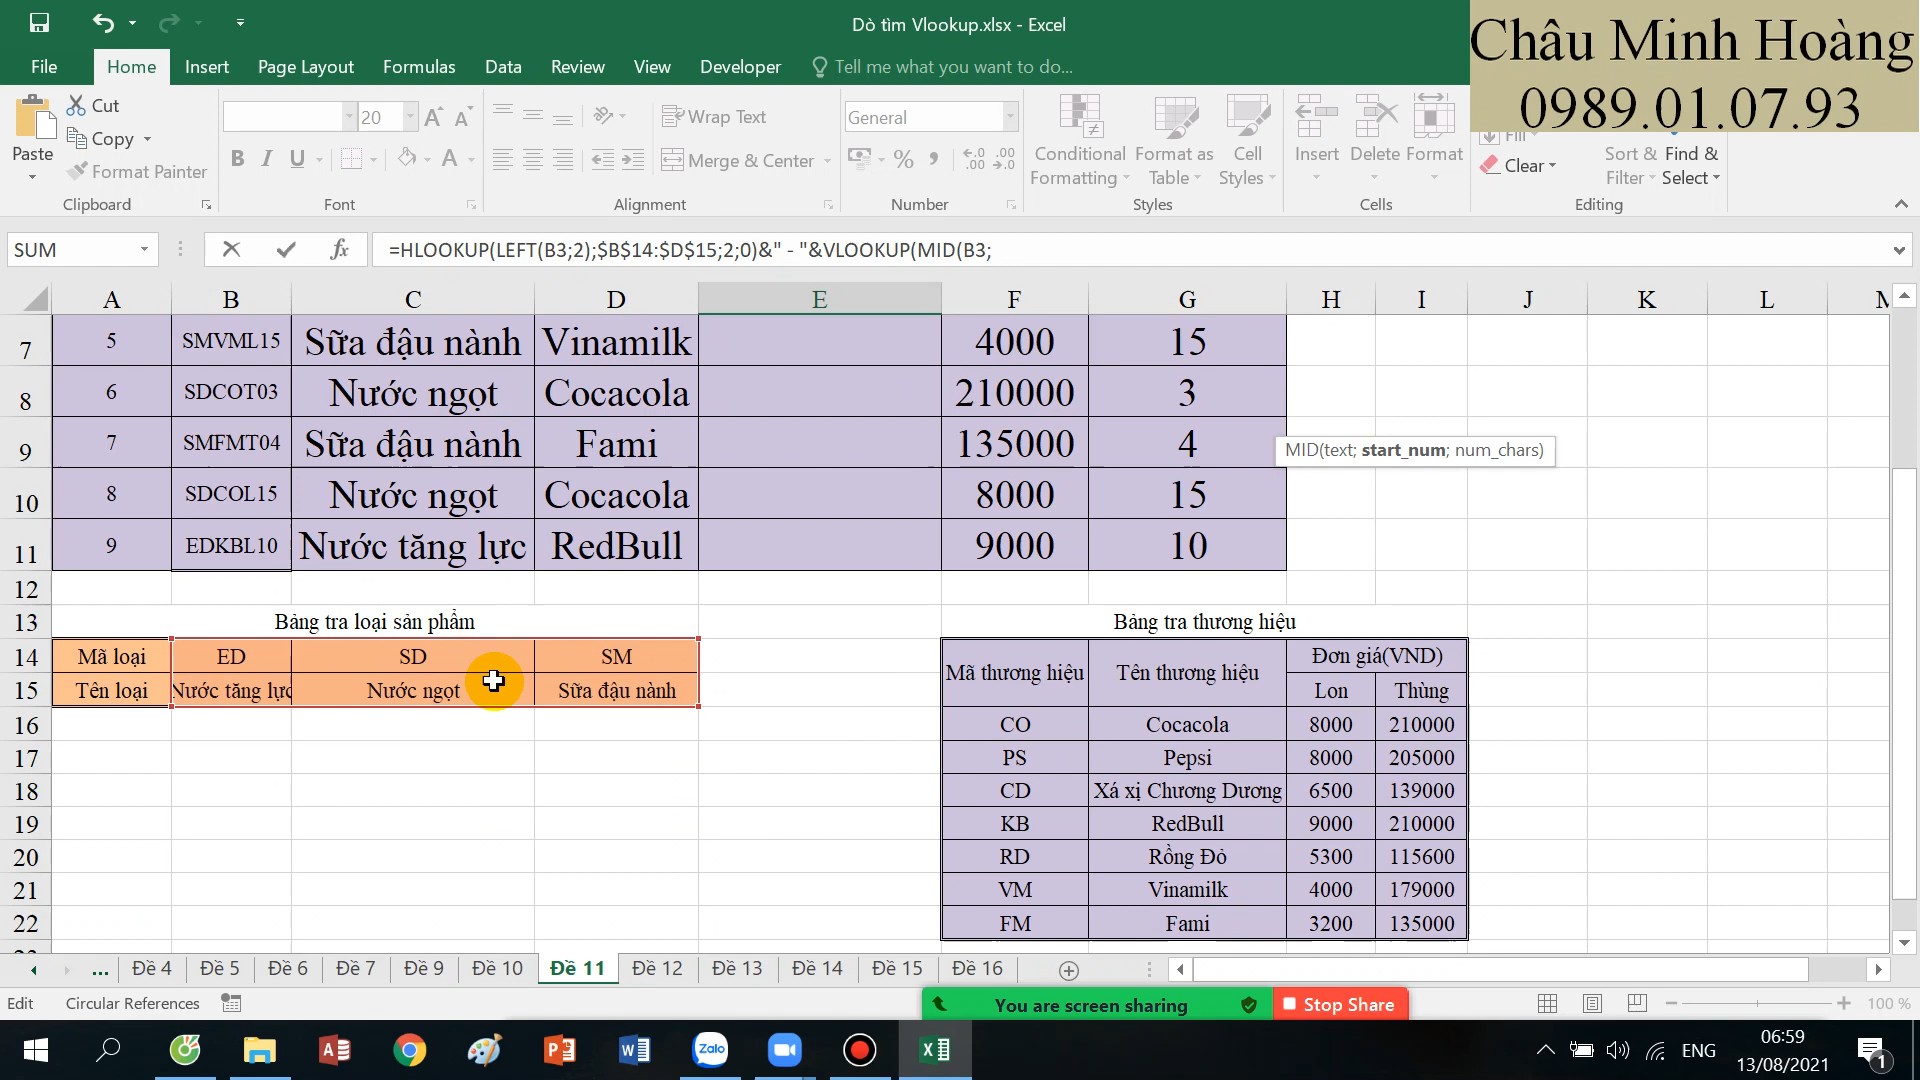 Dò tìm Vlookup.xlsx - Excel
Châu Minh Hoàng
0989.01.07.93
File Home Insert Page Layout Formulas Data Review View Developer Tell me what you want to do...
Paste
Cut
Copy
Format Painter
Clipboard
20
B I U
A
Font
Wrap Text
Merge & Center
Alignment
General
%
Number
Conditional Formatting
Format as Table
Cell Styles
Styles
Insert Delete Format
Cells
Fill
Clear
Sort & Filter
Find & Select
Editing
SUM
fx
=HLOOKUP(LEFT(B3;2);$B$14:$D$15;2;0)&" - "&VLOOKUP(MID(B3;
A B C D E F G H I J K L M
7 5 SMVML15 Sữa đậu nành Vinamilk 4000 15
8 6 SDCOT03 Nước ngọt Cocacola 210000 3
9 7 SMFMT04 Sữa đậu nành Fami 135000 4
MID(text; start_num; num_chars)
10 8 SDCOL15 Nước ngọt Cocacola 8000 15
11 9 EDKBL10 Nước tăng lực RedBull 9000 10
12
13 Bảng tra loại sản phẩm Bảng tra thương hiệu
14 Mã loại ED SD SM Mã thương hiệu Tên thương hiệu Đơn giá(VND)
15 Tên loại Nước tăng lực Nước ngọt Sữa đậu nành Lon Thùng
16 CO Cocacola 8000 210000
17 PS Pepsi 8000 205000
18 CD Xá xị Chương Dương 6500 139000
19 KB RedBull 9000 210000
20 RD Rồng Đỏ 5300 115600
21 VM Vinamilk 4000 179000
22 FM Fami 3200 135000
... Đề 4 Đề 5 Đề 6 Đề 7 Đề 9 Đề 10 Đề 11 Đề 12 Đề 13 Đề 14 Đề 15 Đề 16
Edit Circular References
You are screen sharing Stop Share
100 %
Zalo
ENG
06:59
13/08/2021
1